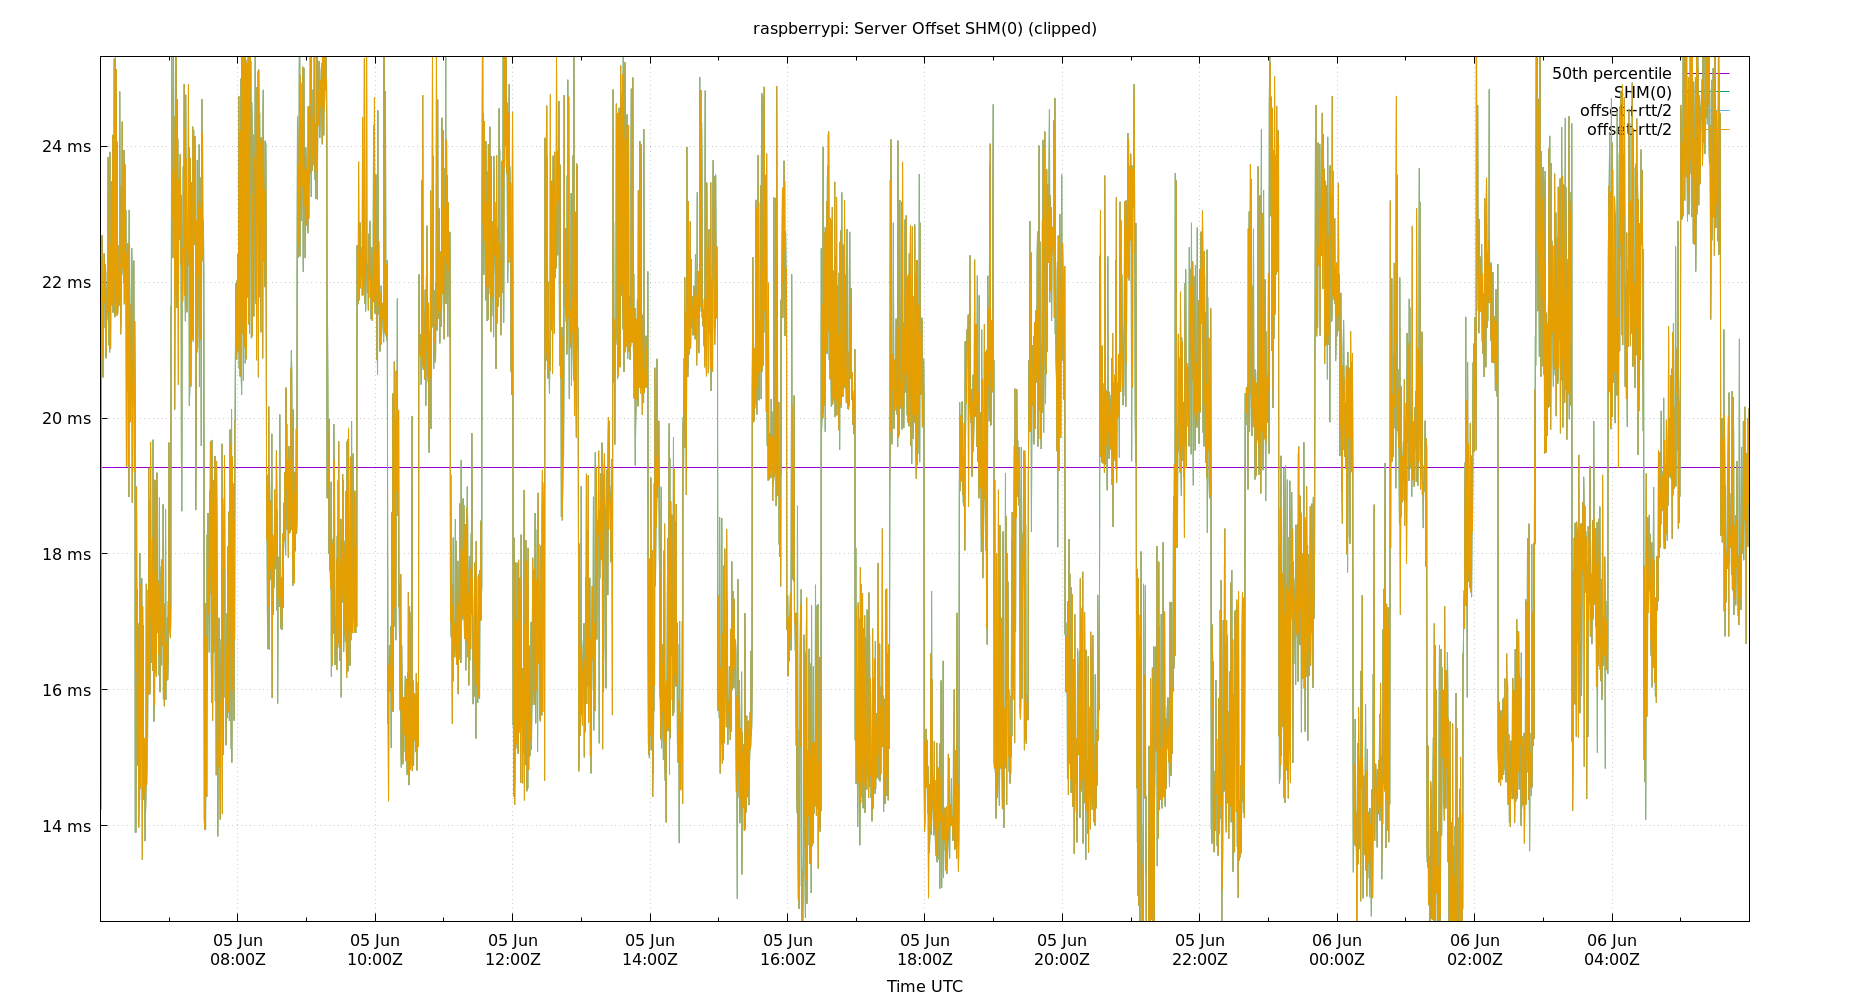 raspberrypi: Server Offset SHM(0) (clipped)
50th percentile
SHM(0)
offset+rtt/2
offset-rtt/2
24 ms
22 ms
20 ms
18 ms
16 ms
14 ms
05 Jun 05 Jun 05 Jun 05 Jun 05 Jun 05 Jun 05 Jun 05 Jun 06 Jun 06 Jun 06 Jun
08:00Z 10:00Z 12:00Z 14:00Z 16:00Z 18:00Z 20:00Z 22:00Z 00:00Z 02:00Z 04:00Z
Time UTC